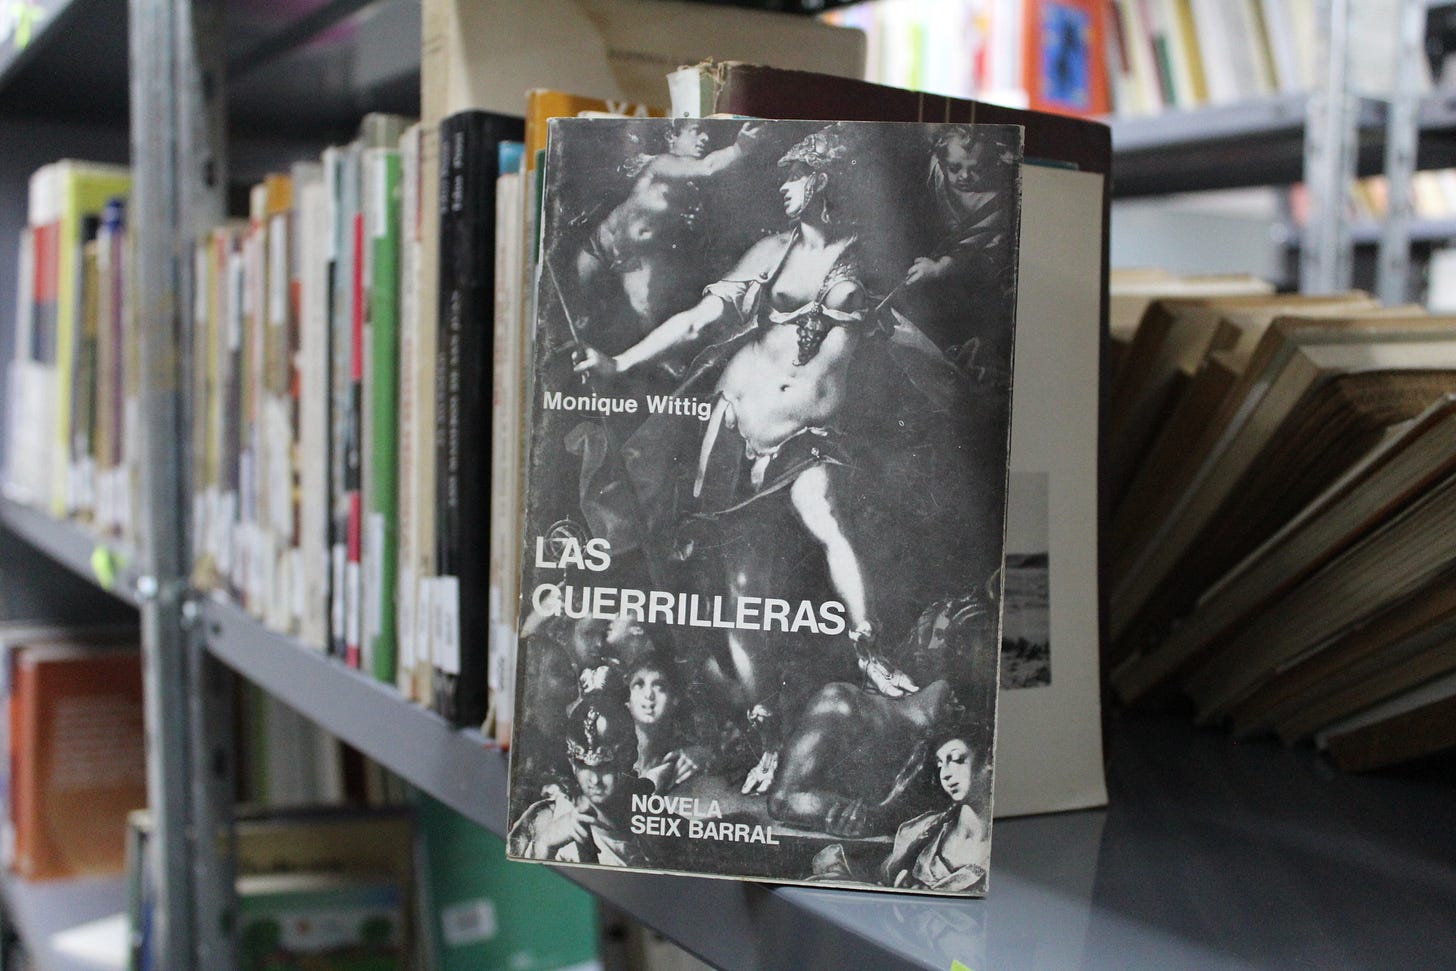 Monique Wittig
LAS
GUERRILLERAS
NOVELA
SEIX BARRAL